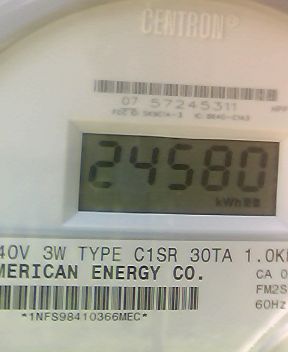 CENTRON®
07 57245311
24580
kWh
40V 3W TYPE C1SR 30TA 1.0K
MERICAN ENERGY CO.
CA 0
FM2S
60Hz
*1NFS98410366MEC*